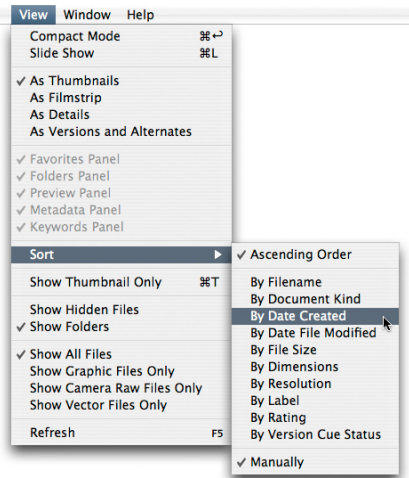 View Window Help
Compact Mode ⌘↩
Slide Show ⌘L
✓ As Thumbnails
As Filmstrip
As Details
As Versions and Alternates
✓ Favorites Panel
✓ Folders Panel
✓ Preview Panel
✓ Metadata Panel
✓ Keywords Panel
Sort ▶
Show Thumbnail Only ⌘T
Show Hidden Files
✓ Show Folders
✓ Show All Files
Show Graphic Files Only
Show Camera Raw Files Only
Show Vector Files Only
Refresh F5
✓ Ascending Order
By Filename
By Document Kind
By Date Created
By Date File Modified
By File Size
By Dimensions
By Resolution
By Label
By Rating
By Version Cue Status
✓ Manually